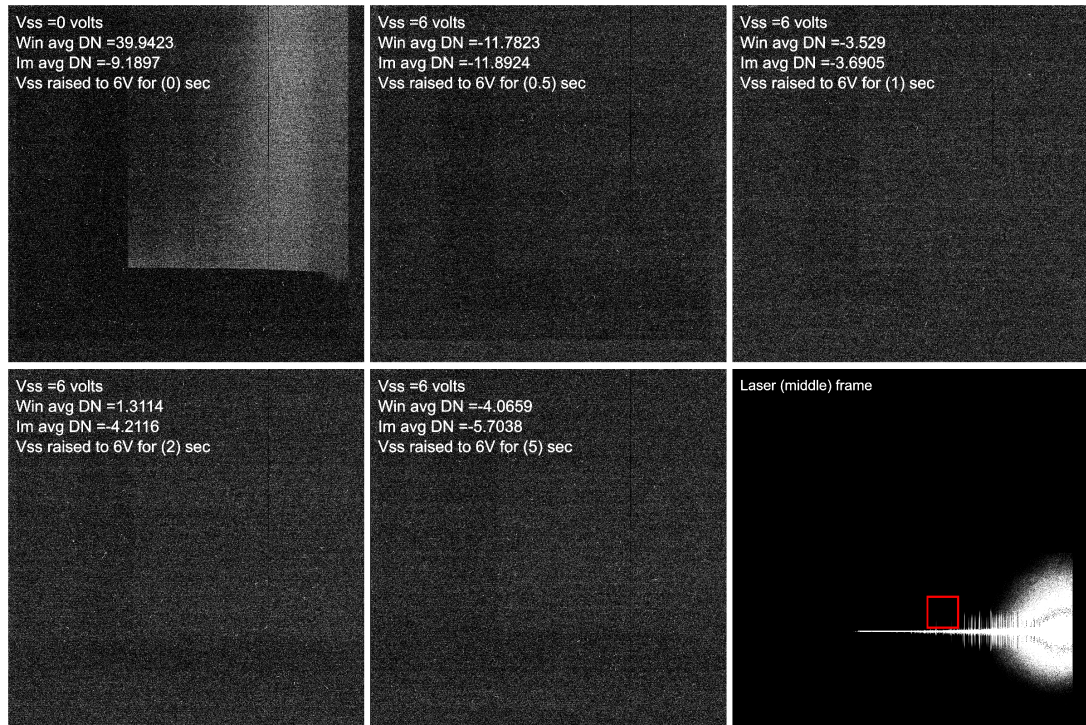 Vss =0 volts
Win avg DN =39.9423
Im avg DN =-9.1897
Vss raised to 6V for (0) sec
Vss =6 volts
Win avg DN =-11.7823
Im avg DN =-11.8924
Vss raised to 6V for (0.5) sec
Vss =6 volts
Win avg DN =-3.529
Im avg DN =-3.6905
Vss raised to 6V for (1) sec
Vss =6 volts
Win avg DN =1.3114
Im avg DN =-4.2116
Vss raised to 6V for (2) sec
Vss =6 volts
Win avg DN =-4.0659
Im avg DN =-5.7038
Vss raised to 6V for (5) sec
Laser (middle) frame